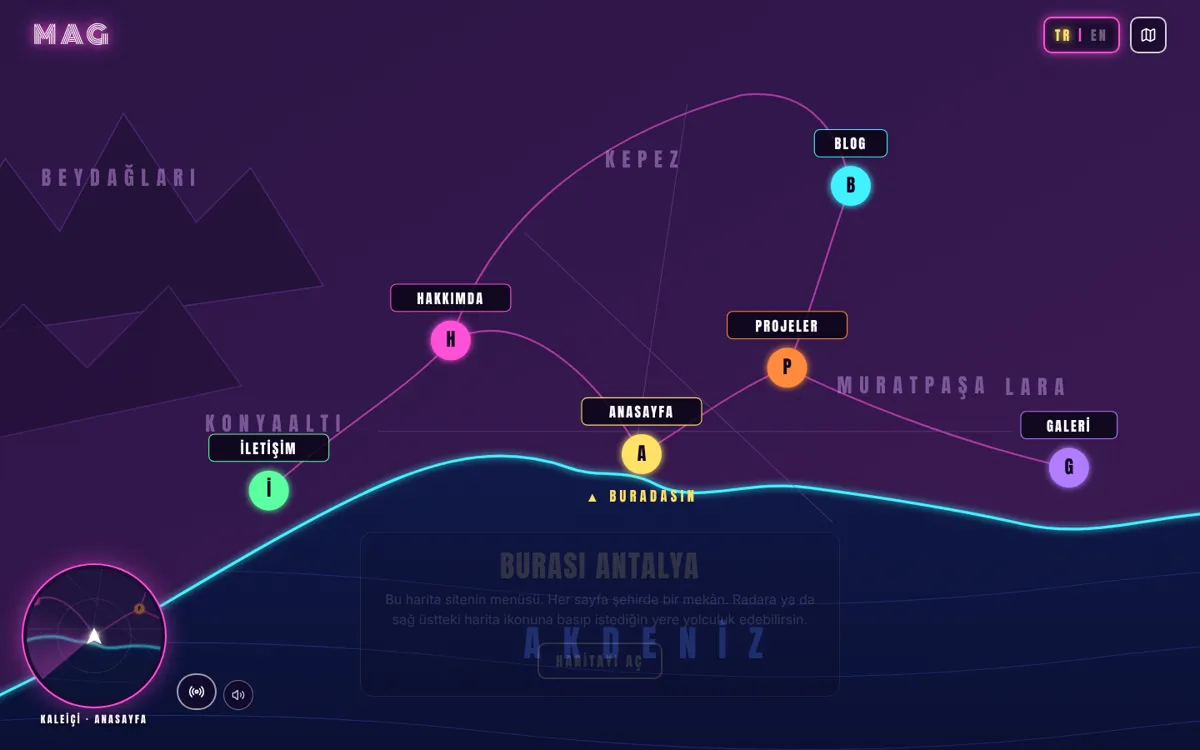 MAG
TR | EN
BLOG
KEPEZ
BEYDAĞLARI
B
HAKKIMDA
PROJELER
H
P
MURATPAŞA
LARA
ANASAYFA
KONYAALTI
GALERİ
İLETİŞİM
A
G
İ
▲ BURADASIN
BURASI ANTALYA
Bu harita sitenin menüsü. Her sayfa şehirde bir mekân. Radara ya da
sağ üstteki harita ikonuna basıp istediğin yere yolculuk edebilirsin.
AKDENİZ
HARİTAYI AÇ
KALEİÇİ · ANASAYFA